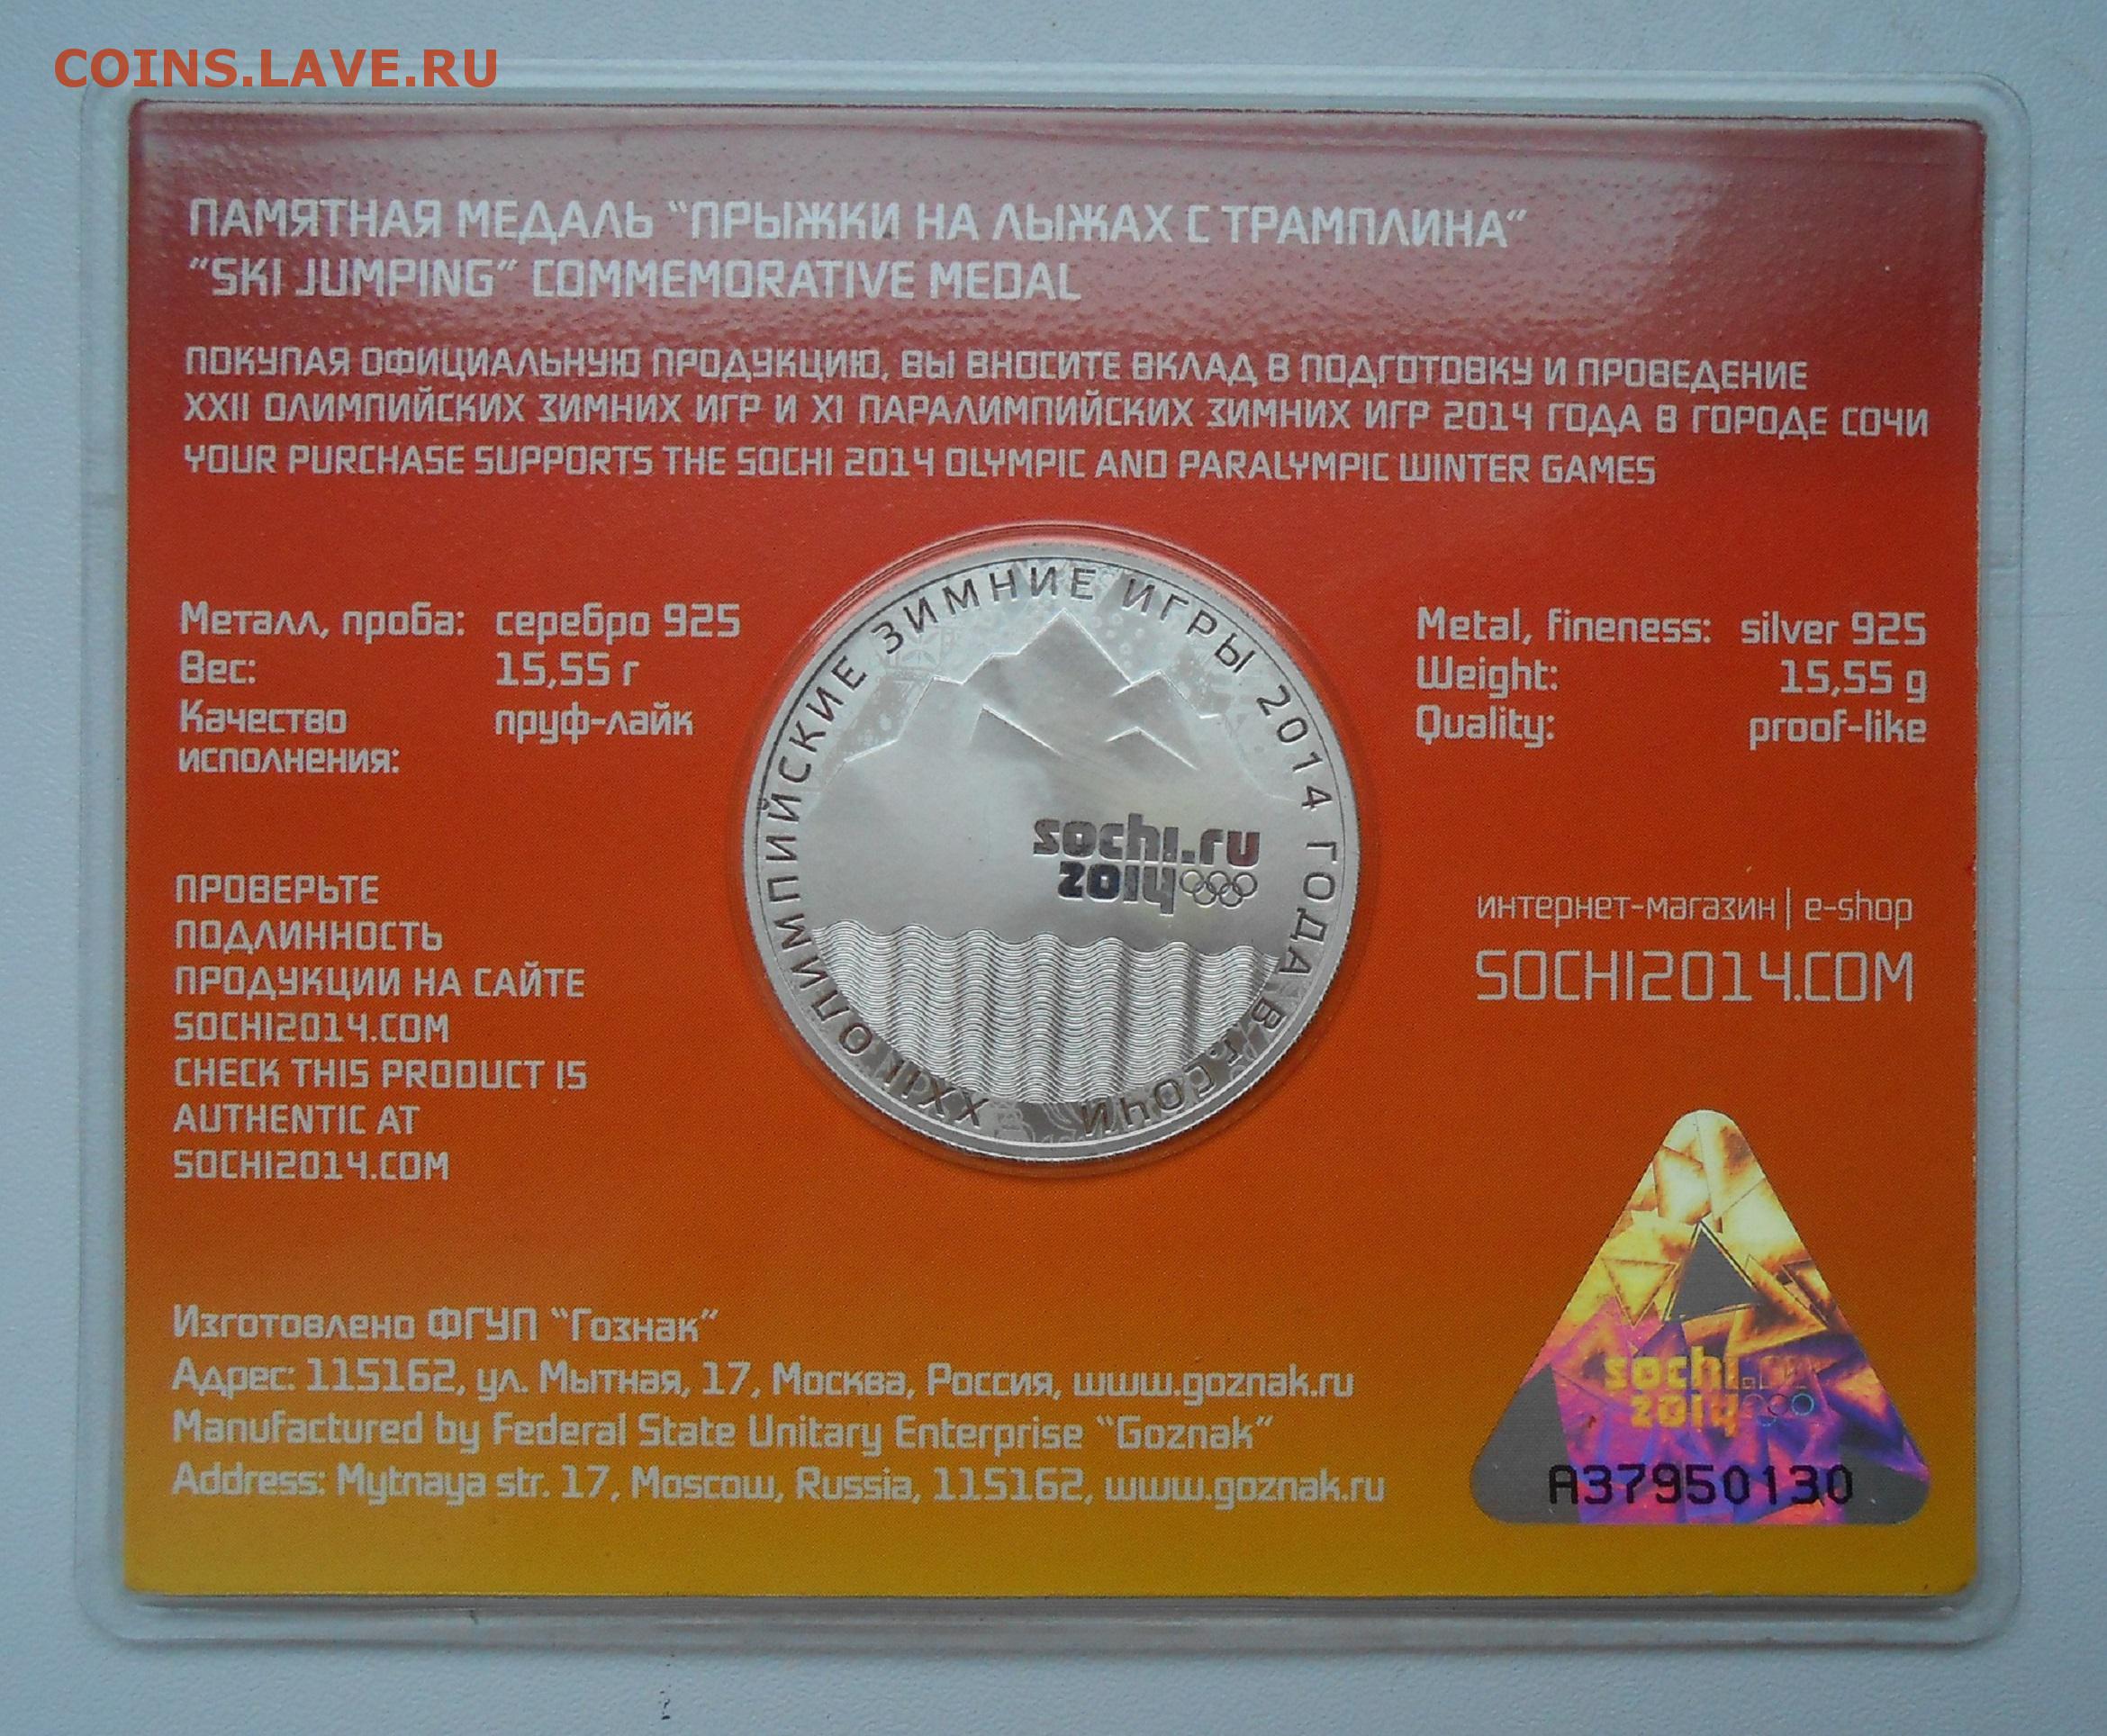 COINS.LAVE.RU
ПАМЯТНАЯ МЕДАЛЬ “ПРЫЖКИ НА ЛЫЖАХ С ТРАМПЛИНА”
“SKI JUMPING” COMMEMORATIVE MEDAL
ПОКУПАЯ ОФИЦИАЛЬНУЮ ПРОДУКЦИЮ, ВЫ ВНОСИТЕ ВКЛАД В ПОДГОТОВКУ И ПРОВЕДЕНИЕ
XXII ОЛИМПИЙСКИХ ЗИМНИХ ИГР И XI ПАРАЛИМПИЙСКИХ ЗИМНИХ ИГР 2014 ГОДА В ГОРОДЕ СОЧИ
YOUR PURCHASE SUPPORTS THE SOCHI 2014 OLYMPIC AND PARALYMPIC WINTER GAMES
Металл, проба: серебро 925
Вес: 15,55 г
Качество пруф-лайк
исполнения:
XXII ОЛИМПИЙСКИЕ ЗИМНИЕ ИГРЫ 2014 ГОДА В Г.СОЧИ
sochi.ru
2014
Metal, fineness: silver 925
Weight: 15,55 g
Quality: proof-like
ПРОВЕРЬТЕ
ПОДЛИННОСТЬ
ПРОДУКЦИИ НА САЙТЕ
SOCHI2014.COM
CHECK THIS PRODUCT IS
AUTHENTIC AT
SOCHI2014.COM
интернет-магазин | e-shop
SOCHI2014.COM
Изготовлено ФГУП “Гознак”
Адрес: 115162, ул. Мытная, 17, Москва, Россия, www.goznak.ru
Manufactured by Federal State Unitary Enterprise “Goznak”
Address: Mytnaya str. 17, Moscow, Russia, 115162, www.goznak.ru
sochi.ru
2014
A37950130